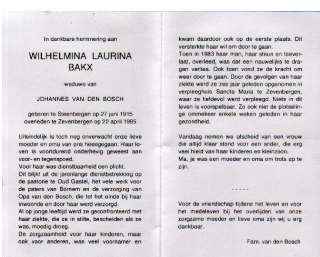 In dankbare herinnering aan
WILHELMINA LAURINA
BAKX
weduwe van
JOHANNES VAN DEN BOSCH
geboren te Steenbergen op 27 juni 1915
overleden te Zevenbergen op 22 april 1995
Uiteindelijk is toch nog onverwacht onze lieve
moeder en oma van ons heengegaan. Haar le-
ven is voortdurend onderhevig geweest aan
voor- en tegenspoed.
Voor haar was dienstbaarheid een plicht.
Dit blijkt uit de jarenlange dienstbetrekking op
de pastorie te Oud Gastel, het vele werk voor
de paters van Bornem en de verzorging van
Opa van den Bosch, die tot het einde bij haar
inwoonde en door haar werd verzorgd.
Al op jonge leeftijd werd ze geconfronteerd met
haar ziekte, die ze in stilte, bescheiden als ze
was, moedig droeg.
De zorgzaamheid voor haar kinderen, maar
ook voor anderen, was veel voornamer en
kwam daardoor ook op de eerste plaats. Dit
versterkte haar wil om door te gaan.
Toen in 1983 haar man, haar steun en toever-
laat, overleed, was dat een nauwelijks te dra-
gen verlies. Ook toen vond ze de kracht om
weer door te gaan. Door de gevolgen van haar
ziekte werd ze zes jaar geleden opgenomen in
verpleeghuis Sancta Maria te Zevenbergen,
waar ze liefdevol werd verpleegd. Niets in dit
leven is voorspelbaar. Zo ook niet de plotselin-
ge ommekeer enkele weken geleden in haar
gezondheid.
Vandaag nemen we afscheid van een vrouw
die altijd klaar stond voor een ander, die erg
veel hield van haar kinderen en kleinzoon.
Ma, je was een moeder en oma om trots op te
zijn.
-----
Voor de vriendschap tijdens het leven en voor
het medeleven bij het overlijden van onze
zorgzame moeder en lieve oma zijn wij u erg
dankbaar.
Fam. van den Bosch